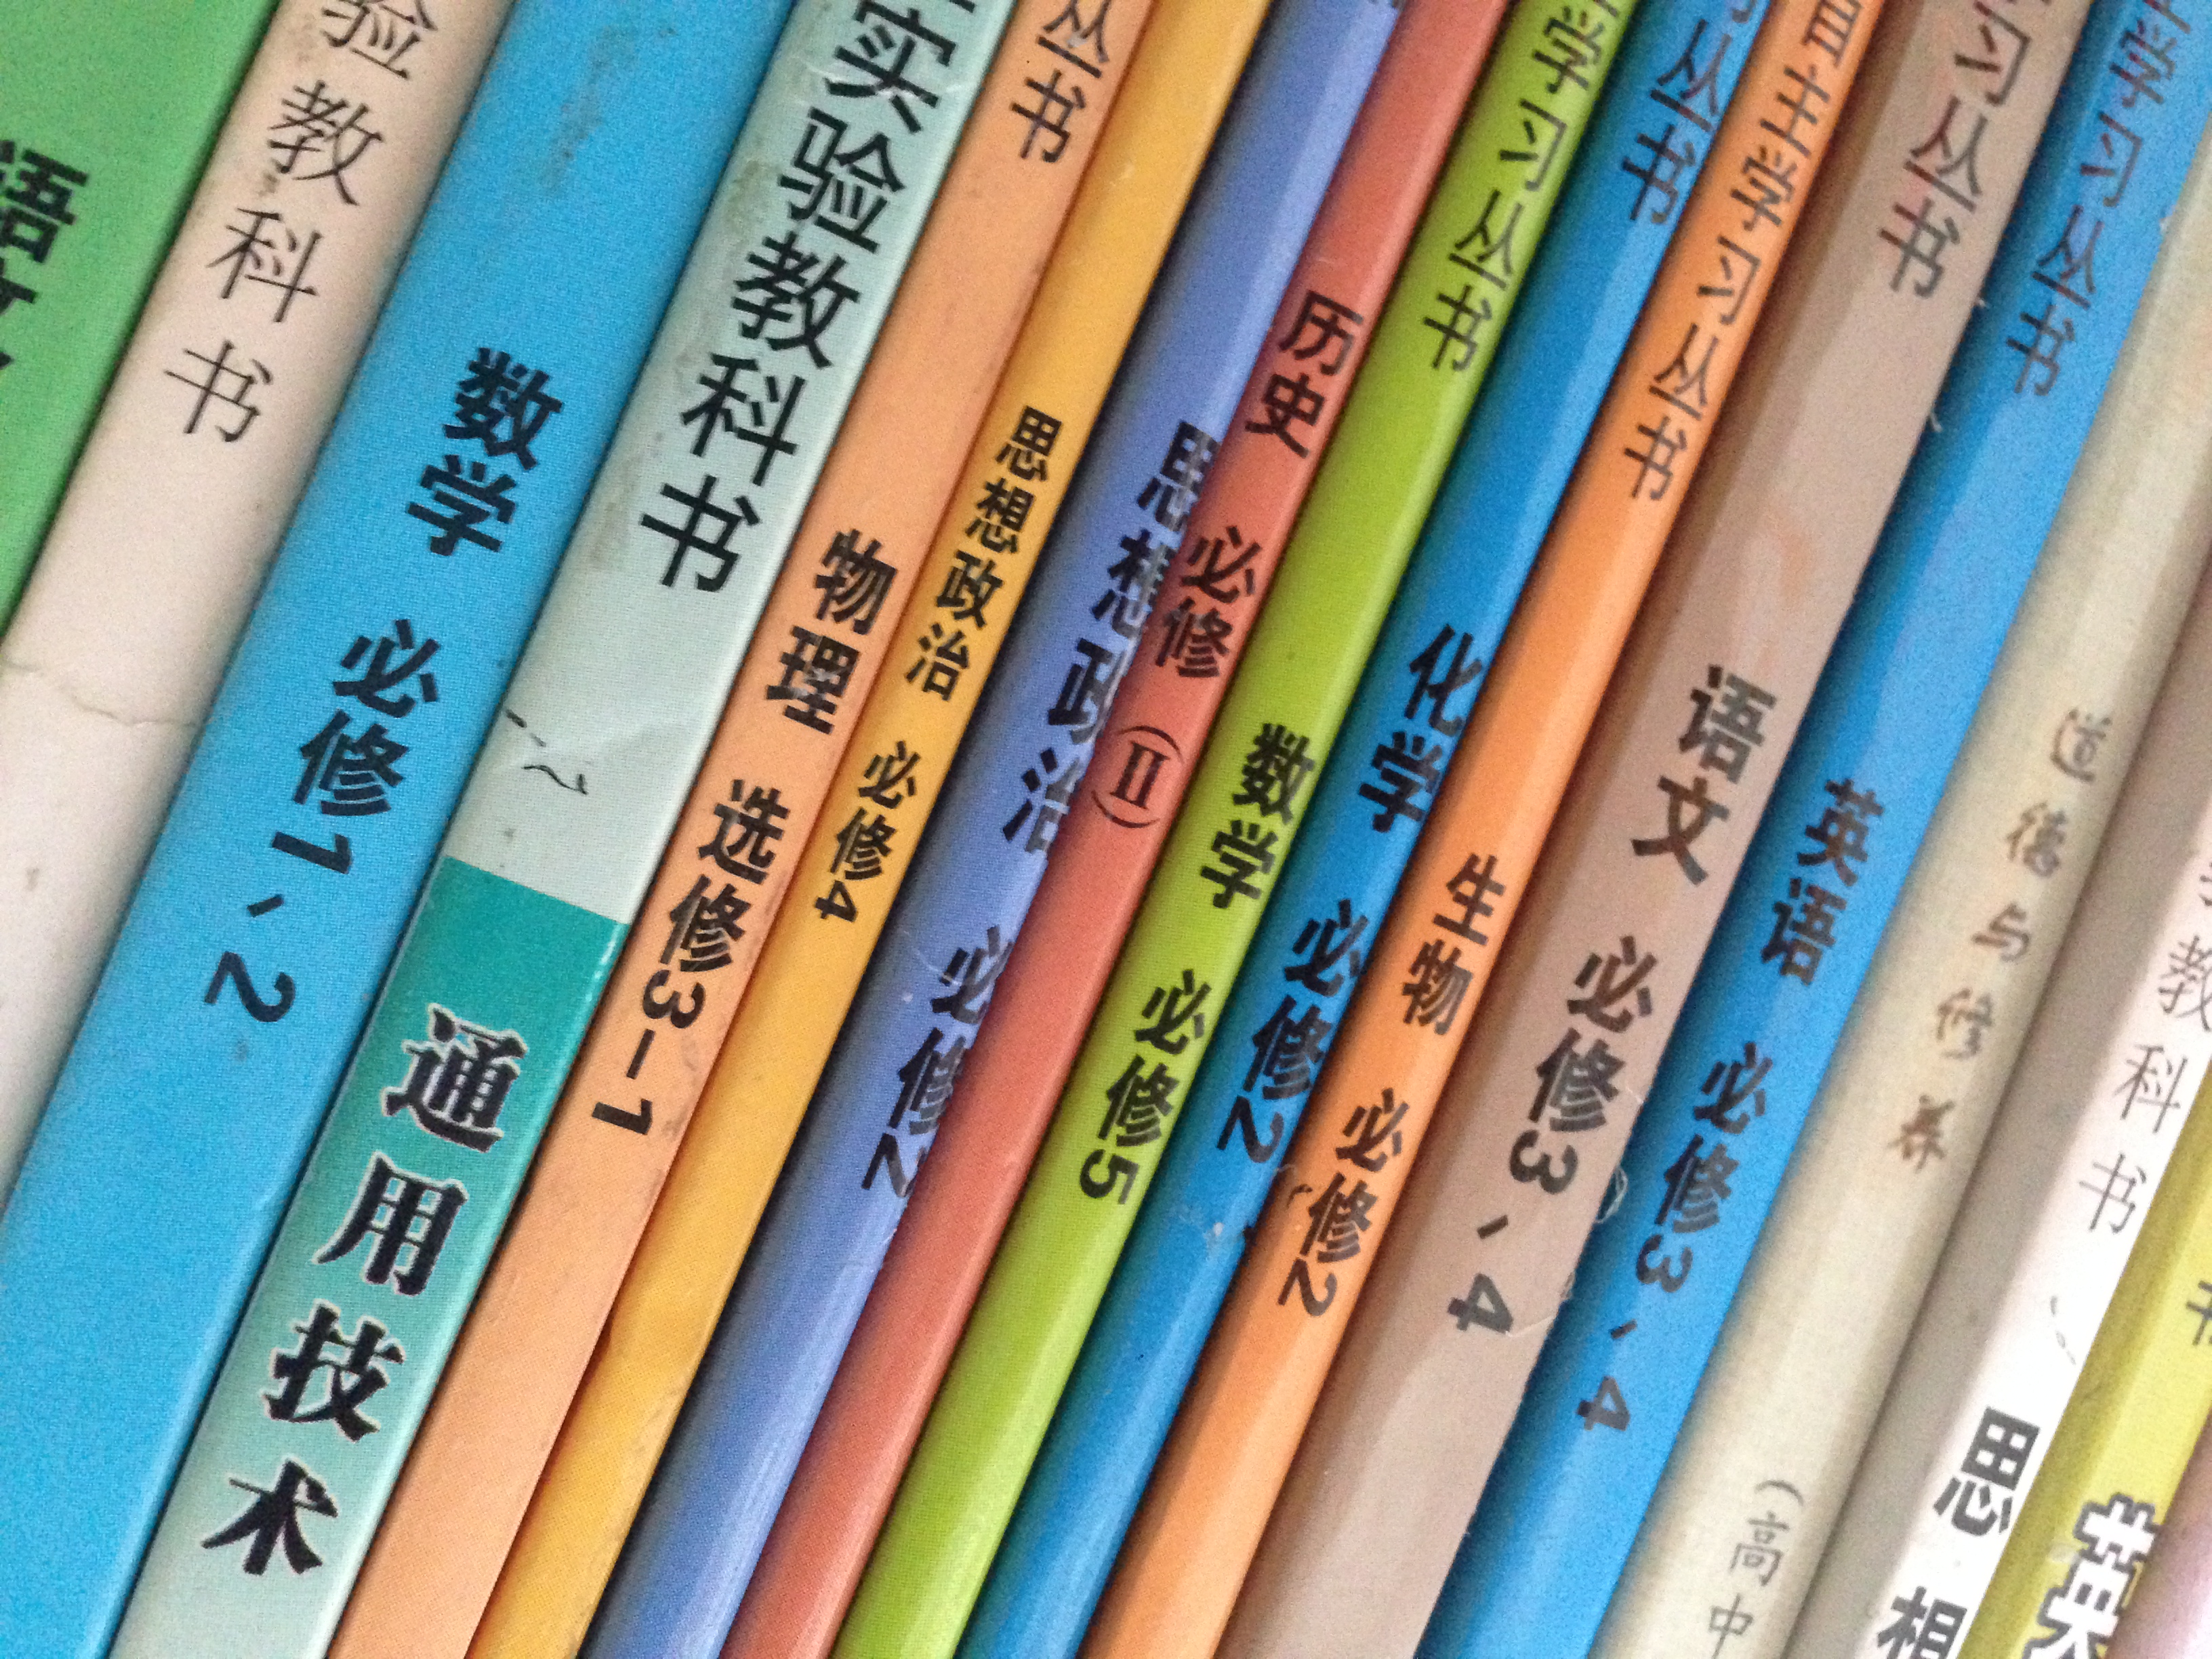 书 英
教科书 思想
道德与修养 (高中
学习丛书 英语 必修3、4
习丛书 语文 必修3、4
自主学习丛书 生物 必修2
丛书 化学 必修2
学习丛书 数学 必修5
历史 必修(II)
思想政治 必修2
思想政治 必修4
丛书 物理 选修3-1
实验教科书 通用技术
数学 必修1、2
验教科书
语文